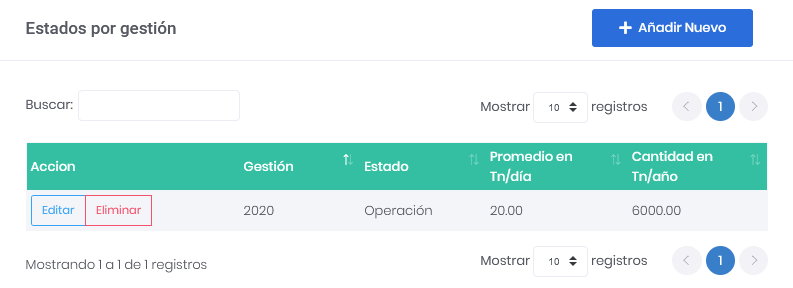 Estados por gestión
Añadir Nuevo
Buscar:
Mostrar 10 registros
1
Accion Gestión Estado Promedio en Tn/día Cantidad en Tn/año
Editar Eliminar 2020 Operación 20.00 6000.00
Mostrando 1 a 1 de 1 registros
Mostrar 10 registros
1